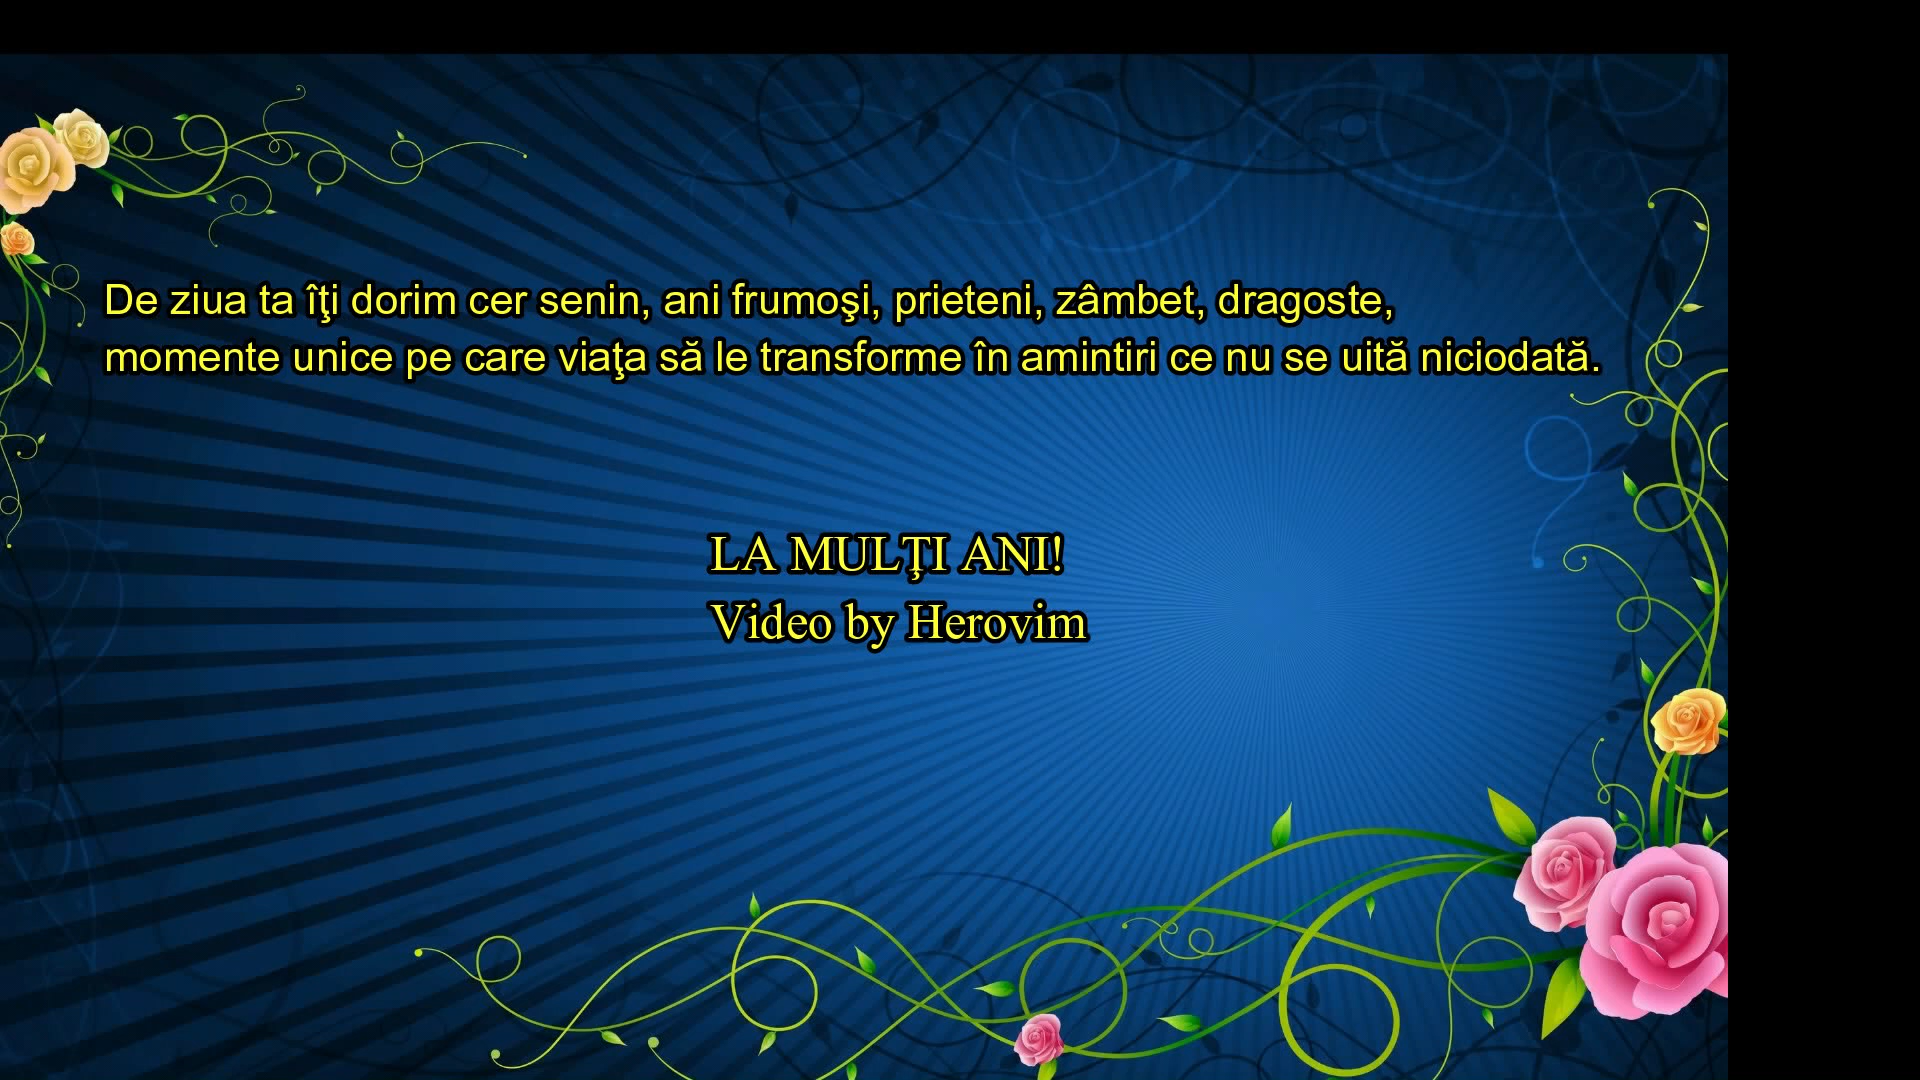 De ziua ta îţi dorim cer senin, ani frumoşi, prieteni, zâmbet, dragoste,
momente unice pe care viaţa să le transforme în amintiri ce nu se uită niciodată.
LA MULŢI ANI!
Video by Herovim